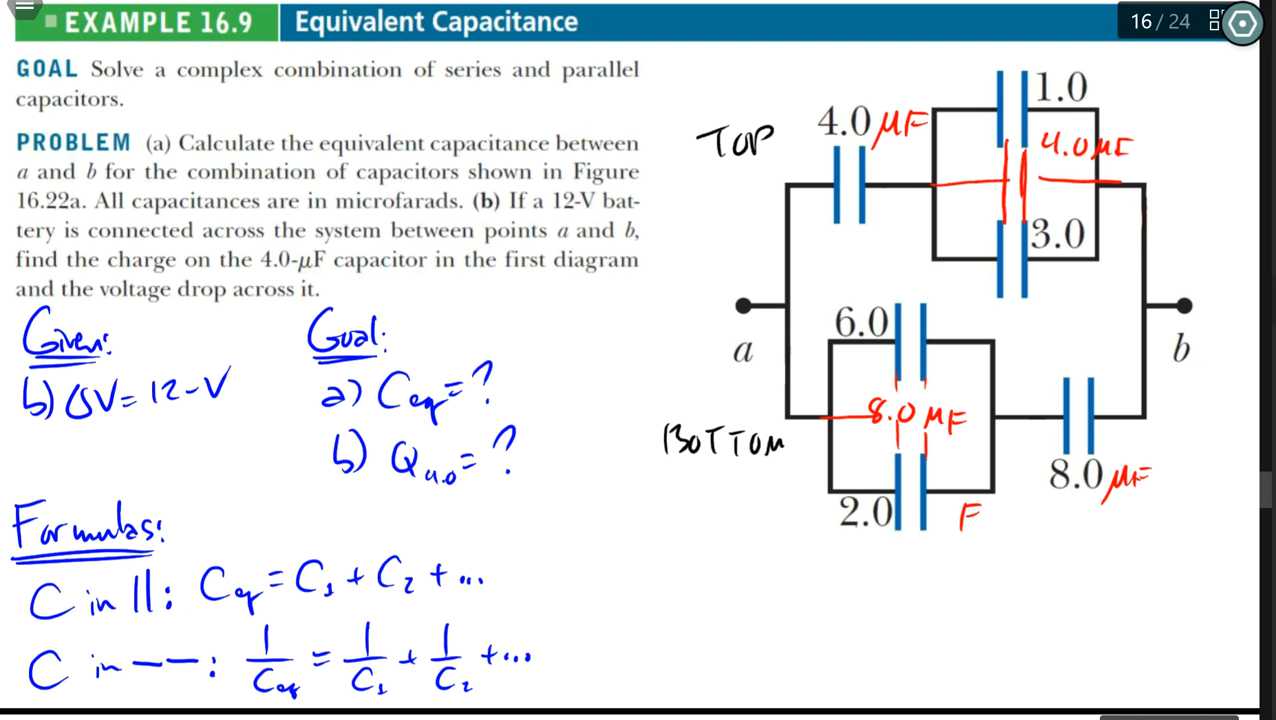 EXAMPLE 16.9 Equivalent Capacitance
16 / 24
GOAL Solve a complex combination of series and parallel
capacitors.
PROBLEM (a) Calculate the equivalent capacitance between
a and b for the combination of capacitors shown in Figure
16.22a. All capacitances are in microfarads. (b) If a 12-V bat-
tery is connected across the system between points a and b,
find the charge on the 4.0-μF capacitor in the first diagram
and the voltage drop across it.
Given:
b) ΔV = 12-V
Goal:
a) Ceq = ?
b) Q4.0 = ?
Formulas:
C in ||: Ceq = C1 + C2 + ...
C in —–: 1/Ceq = 1/C1 + 1/C2 + ...
TOP
4.0 μF
1.0
4.0 μF
3.0
a
b
6.0
8.0 μF
BOTTOM
2.0
F
8.0 μF